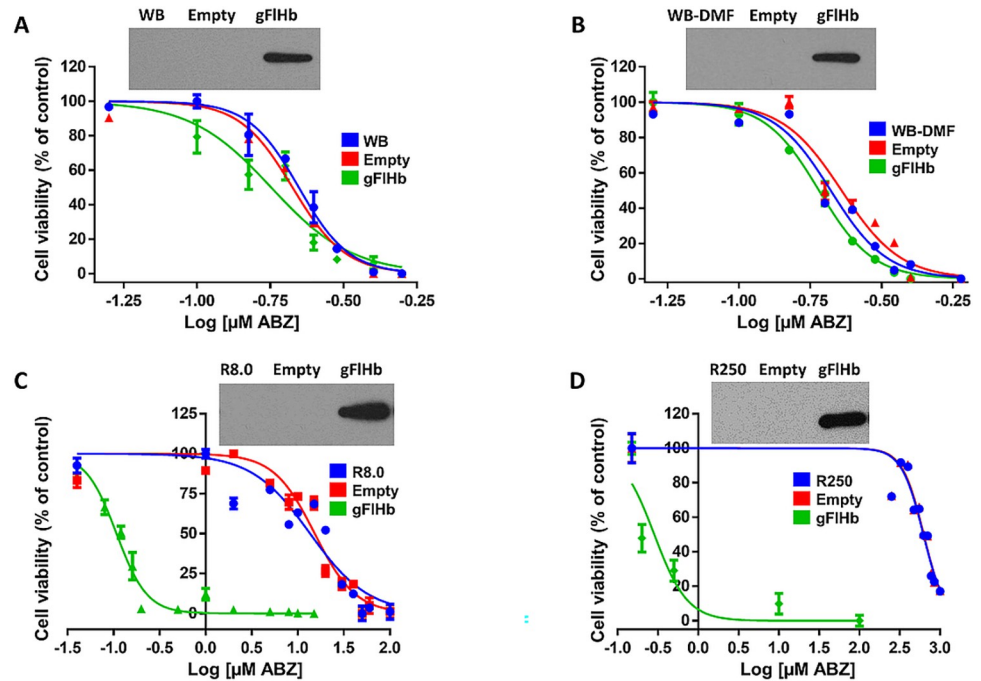 A
WB Empty gFlHb
Cell viability (% of control)
120
100
80
60
40
20
0
-1.25 -1.00 -0.75 -0.50 -0.25
Log [µM ABZ]
WB
Empty
gFlHb
B
WB-DMF Empty gFlHb
Cell viability (% of control)
120
100
80
60
40
20
0
-1.25 -1.00 -0.75 -0.50 -0.25
Log [µM ABZ]
WB-DMF
Empty
gFlHb
C
R8.0 Empty gFlHb
Cell viability (% of control)
125
100
75
50
25
0
-1.5 -1.0 -0.5 0.0 0.5 1.0 1.5 2.0
Log [µM ABZ]
R8.0
Empty
gFlHb
D
R250 Empty gFlHb
Cell viability (% of control)
120
100
80
60
40
20
0
-1.0 -0.5 0.0 0.5 1.0 1.5 2.0 2.5 3.0
Log [µM ABZ]
R250
Empty
gFlHb